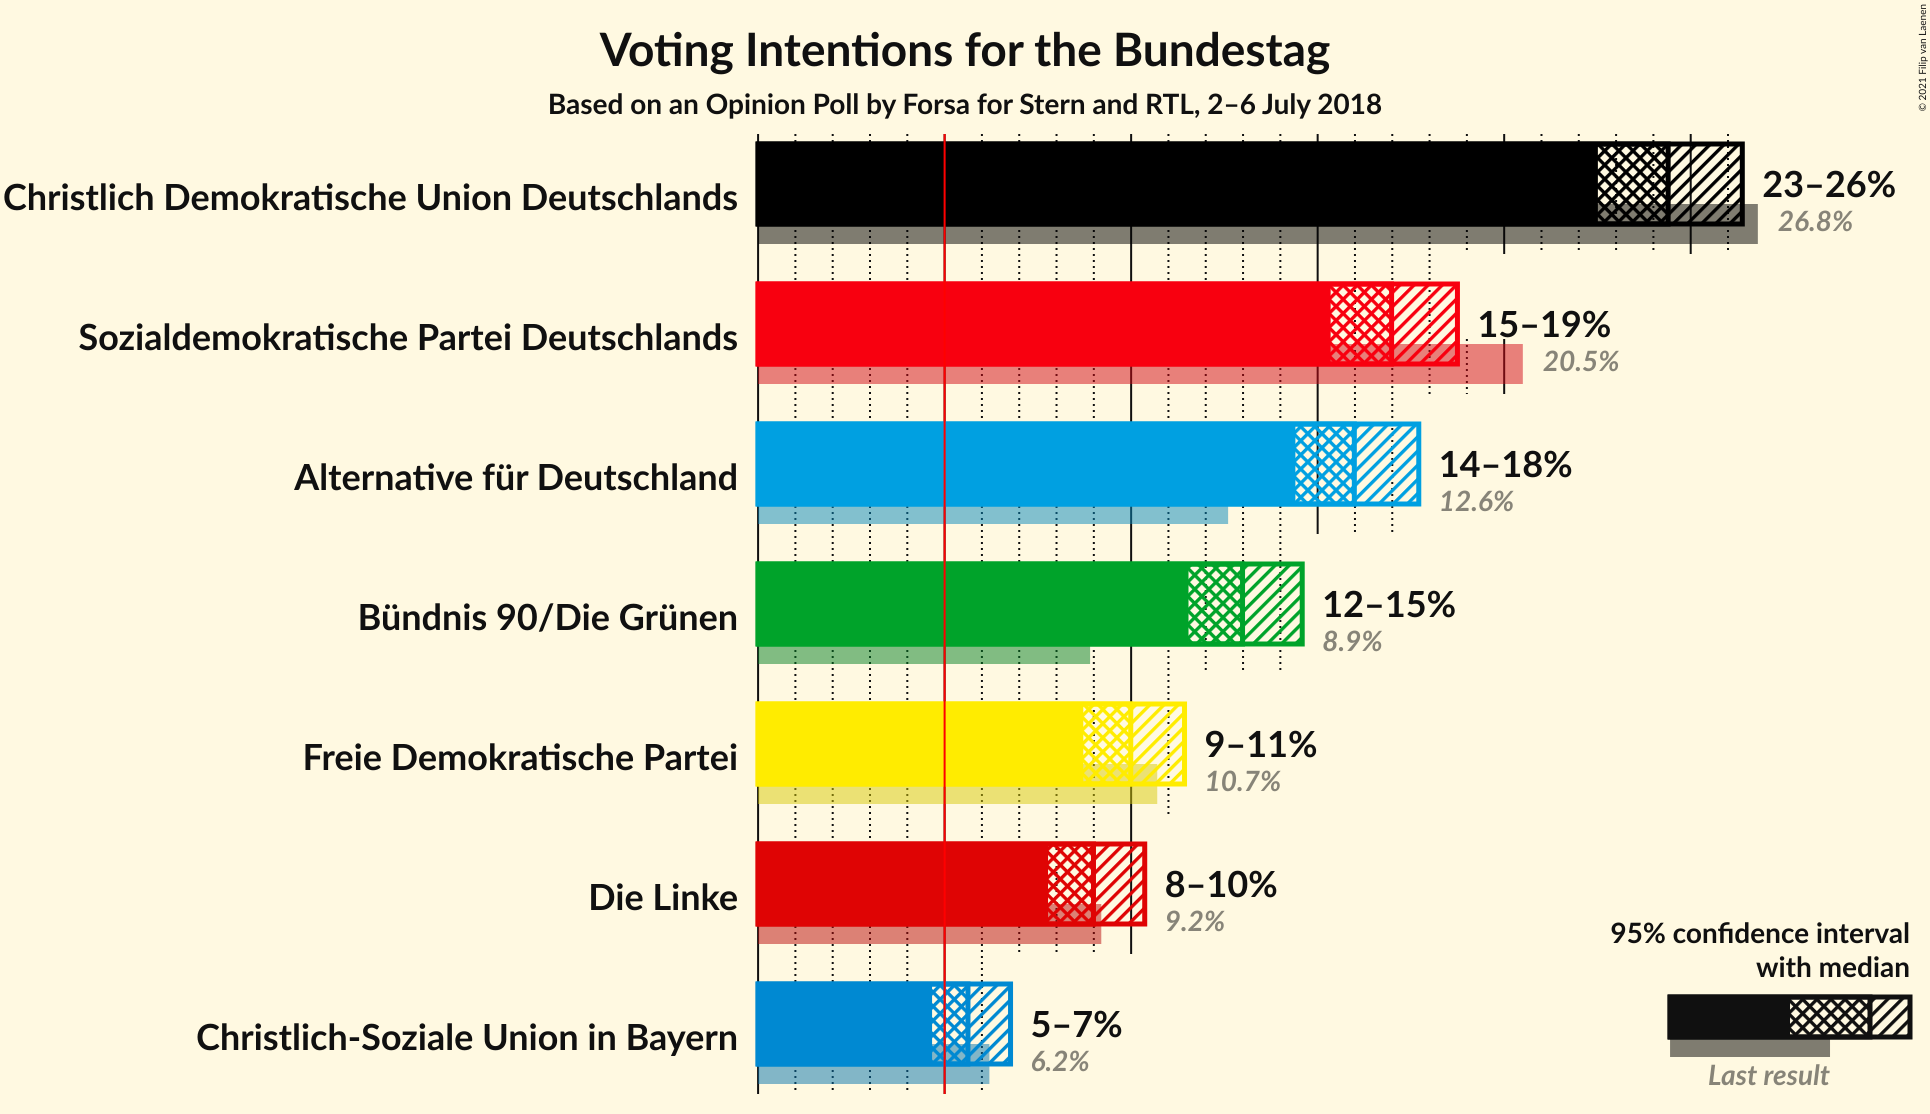 Voting Intentions for the Bundestag
Based on an Opinion Poll by Forsa for Stern and RTL, 2–6 July 2018
© 2021 Filip van Laenen
Christlich Demokratische Union Deutschlands
23–26%
26.8%
Sozialdemokratische Partei Deutschlands
15–19%
20.5%
Alternative für Deutschland
14–18%
12.6%
Bündnis 90/Die Grünen
12–15%
8.9%
Freie Demokratische Partei
9–11%
10.7%
Die Linke
8–10%
9.2%
Christlich-Soziale Union in Bayern
5–7%
6.2%
95% confidence interval
with median
Last result